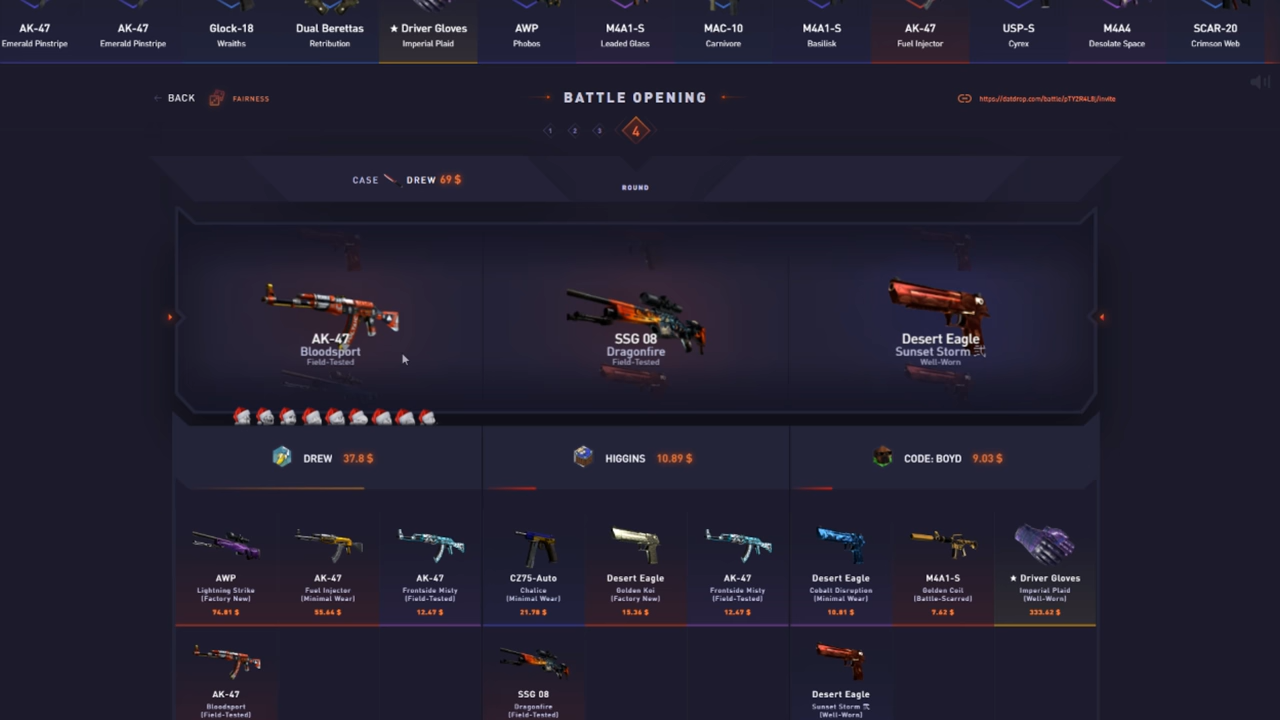 AK-47
Emerald Pinstripe
AK-47
Emerald Pinstripe
Glock-18
Wraiths
Dual Berettas
Retribution
★ Driver Gloves
Imperial Plaid
AWP
Phobos
M4A1-S
Leaded Glass
MAC-10
Carnivore
M4A1-S
Basilisk
AK-47
Fuel Injector
USP-S
Cyrex
M4A4
Desolate Space
SCAR-20
Crimson Web
← BACK
FAIRNESS
BATTLE OPENING
1 2 3 4
CASE DREW 69 $
ROUND
AK-47
Bloodsport
Field-Tested
SSG 08
Dragonfire
Field-Tested
Desert Eagle
Sunset Storm 弐
Well-Worn
DREW 37.8 $
HIGGINS 10.89 $
CODE: BOYD 9.03 $
AWP
Lightning Strike
(Factory New)
74.91 $
AK-47
Fuel Injector
(Minimal Wear)
AK-47
Frontside Misty
(Field-Tested)
12.47 $
CZ75-Auto
Chalice
(Minimal Wear)
21.78 $
Desert Eagle
Golden Koi
(Factory New)
15.36 $
AK-47
Frontside Misty
(Field-Tested)
12.47 $
Desert Eagle
Cobalt Disruption
(Minimal Wear)
10.81 $
M4A1-S
Golden Coil
(Battle-Scarred)
7.62 $
★ Driver Gloves
Imperial Plaid
(Well-Worn)
333.62 $
AK-47
Bloodsport
(Field-Tested)
SSG 08
Dragonfire
(Field-Tested)
Desert Eagle
Sunset Storm 弐
(Well-Worn)